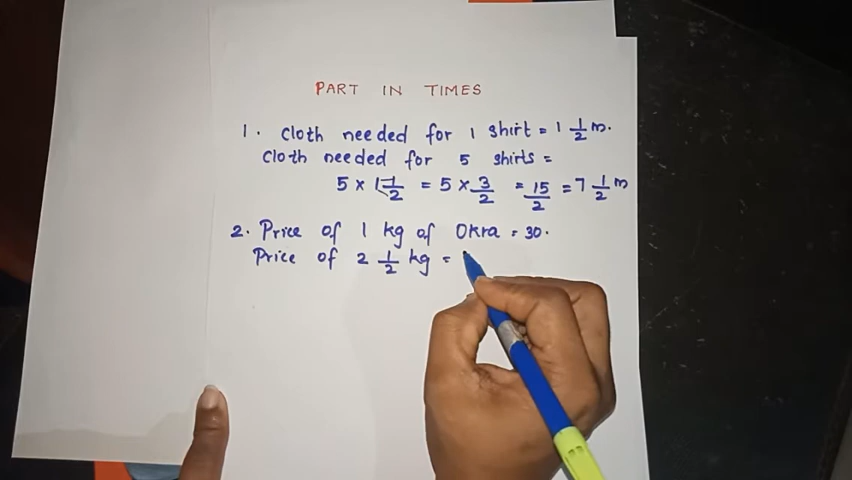 PART IN TIMES
1. Cloth needed for 1 shirt = 1 1/2 m.
Cloth needed for 5 shirts =
5 × 1 1/2 = 5 × 3/2 = 15/2 = 7 1/2 m
2. Price of 1 kg of Okra = 30.
Price of 2 1/2 kg =